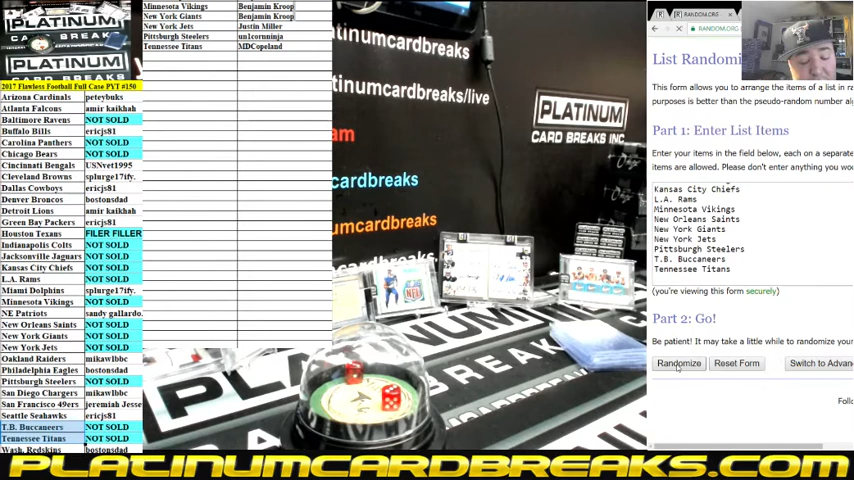 Minnesota Vikings Benjamin Kroop
New York Giants Benjamin Kroop
New York Jets Justin Miller
Pittsburgh Steelers un1cornninja
Tennessee Titans MDCopeland
2017 Flawless Football Full Case PYT #150
Arizona Cardinals peteybuks
Atlanta Falcons amir kaikhah
Baltimore Ravens NOT SOLD
Buffalo Bills ericjs81
Carolina Panthers NOT SOLD
Chicago Bears NOT SOLD
Cincinnati Bengals USNvet1995
Cleveland Browns splurge17ify.
Dallas Cowboys ericjs81
Denver Broncos bostonsdad
Detroit Lions amir kaikhah
Green Bay Packers ericjs81
Houston Texans FILER FILLER
Indianapolis Colts NOT SOLD
Jacksonville Jaguars NOT SOLD
Kansas City Chiefs NOT SOLD
L.A. Rams NOT SOLD
Miami Dolphins splurge17ify.
Minnesota Vikings NOT SOLD
NE Patriots sandy gallardo.
New Orleans Saints NOT SOLD
New York Giants NOT SOLD
New York Jets NOT SOLD
Oakland Raiders mikawlbbc
Philadelphia Eagles bostonsdad
Pittsburgh Steelers NOT SOLD
San Diego Chargers mikawlbbc
San Francisco 49ers jeremiah Jesse
Seattle Seahawks ericjs81
T.B. Buccaneers NOT SOLD
Tennessee Titans NOT SOLD
Wash. Redskins bostonsdad
platinumcardbreaks
tinumcardbreaks/live
am
cardbreaks
umcardbreaks
PLATINUM
CARD BREAKS INC
PLATINUM
RANDOM.ORG
RANDOM.OR
List Randomi
This form allows you to arrange the items of a list in ra
purposes is better than the pseudo-random number alg
Part 1: Enter List Items
Enter your items in the field below, each on a separate
items are allowed. Please don't enter anything you wo
Kansas City Chiefs
L.A. Rams
Minnesota Vikings
New Orleans Saints
New York Giants
New York Jets
Pittsburgh Steelers
T.B. Buccaneers
Tennessee Titans
(you're viewing this form securely)
Part 2: Go!
Be patient! It may take a little while to randomize your
Randomize Reset Form Switch to Advan
Follo
PLATINUMCARDBREAKS.COM